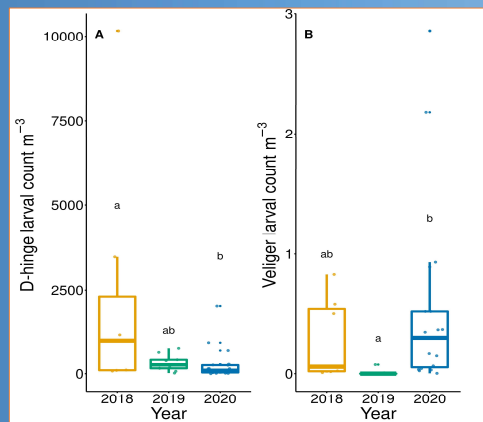 A
D-hinge larval count m⁻³
10000
7500
5000
2500
0
a
ab
b
2018 2019 2020
Year
B
Veliger larval count m⁻³
3
2
1
0
ab
a
b
2018 2019 2020
Year